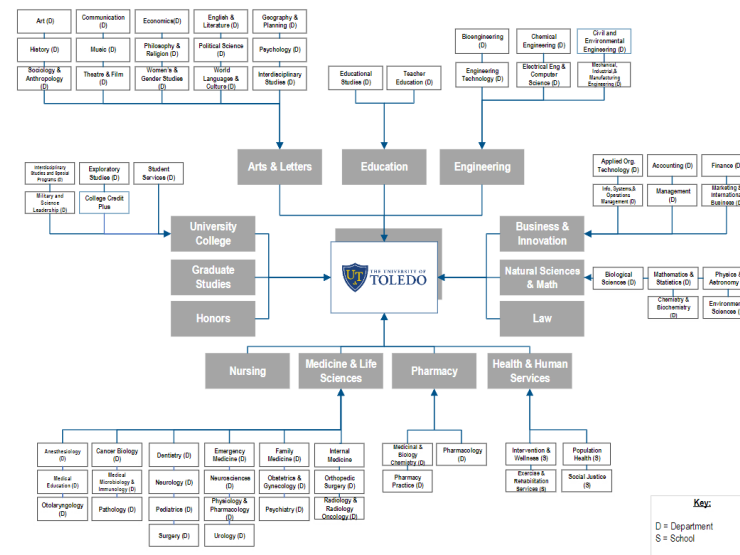 Art (D)
Communication
(D)
Economics(D)
English &
Literature (D)
Geography &
Planning (D)
History (D)
Music (D)
Philosophy &
Religion (D)
Political Science
(D)
Psychology (D)
Sociology &
Anthropology
(D)
Theatre & Film
(D)
Women's &
Gender Studies
(D)
World
Languages &
Culture (D)
Interdisciplinary
Studies (D)
Educational
Studies (D)
Teacher
Education (D)
Bioengineering
(D)
Chemical
Engineering (D)
Civil and
Environmental
Engineering (D)
Engineering
Technology (D)
Electrical Eng &
Computer
Science (D)
Mechanical,
Industrial,&
Manufacturing
Engineering (D)
Arts & Letters
Education
Engineering
Interdisciplinary
Studies and Special
Programs (D)
Exploratory
Studies (D)
Student
Services (D)
Military and
Science
Leadership (D)
College Credit
Plus
Applied Org.
Technology (D)
Accounting (D)
Finance (D)
Info, Systems,&
Operations
Management (D)
Management
(D)
Marketing &
Internationa
Business (D)
University
College
Graduate
Studies
Honors
UT
THE UNIVERSITY OF
TOLEDO
Business &
Innovation
Natural Sciences
& Math
Law
Biological
Sciences (D)
Mathematics &
Statistics (D)
Physics &
Astronomy
Chemistry &
Biochemistry
(D)
Environmen
Sciences (
Nursing
Medicine & Life
Sciences
Pharmacy
Health & Human
Services
Anesthesiology
(D)
Cancer Biology
(D)
Dentistry (D)
Emergency
Medicine (D)
Family
Medicine (D)
Internal
Medicine
Medical
Education (D)
Medical
Microbiology &
Immunology (D)
Neurology (D)
Neurosciences
(D)
Obstetrics &
Gynecology (D)
Orthopedic
Surgery (D)
Otolaryngology
(D)
Pathology (D)
Pediatrics (D)
Physiology &
Pharmacology
(D)
Psychiatry (D)
Radiology &
Radiology
Oncology (D)
Surgery (D)
Urology (D)
Medicinal &
Biology
Chemistry (D)
Pharmacology
(D)
Pharmacy
Practice (D)
Intervention &
Wellness (S)
Population
Health (S)
Exercise &
Rehabilitation
Services (S)
Social Justice
(S)
Key:
D = Department
S = School